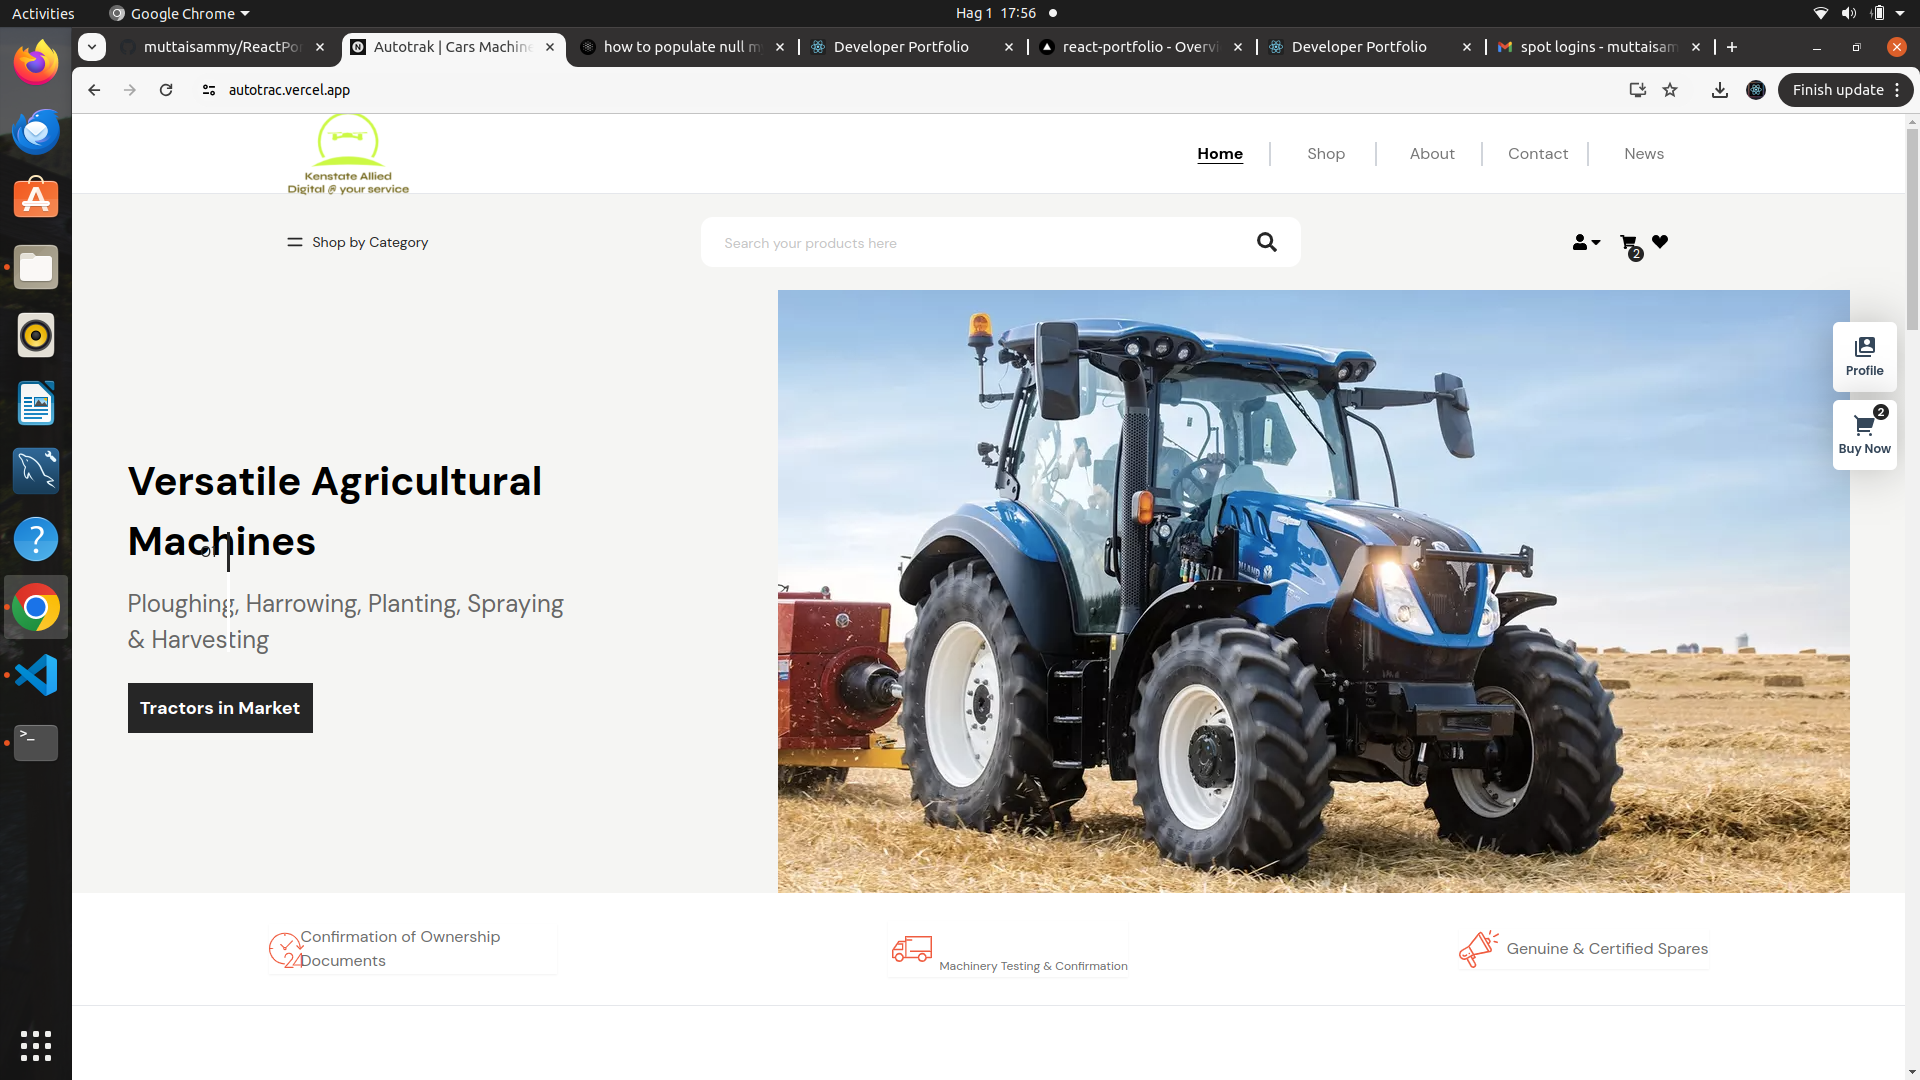 Activities
Google Chrome
Hag 1 17:56
muttaisammy/ReactPo
Autotrak | Cars Machine
how to populate null m
Developer Portfolio
react-portfolio - Overvi
Developer Portfolio
spot logins - muttaisam
autotrac.vercel.app
Finish update
Kenstate Allied
Digital @ your service
Home
Shop
About
Contact
News
Shop by Category
Search your products here
2
Profile
2
Buy Now
Versatile Agricultural
Machines
Ploughing, Harrowing, Planting, Spraying
& Harvesting
Tractors in Market
24
Confirmation of Ownership
Documents
Machinery Testing & Confirmation
Genuine & Certified Spares